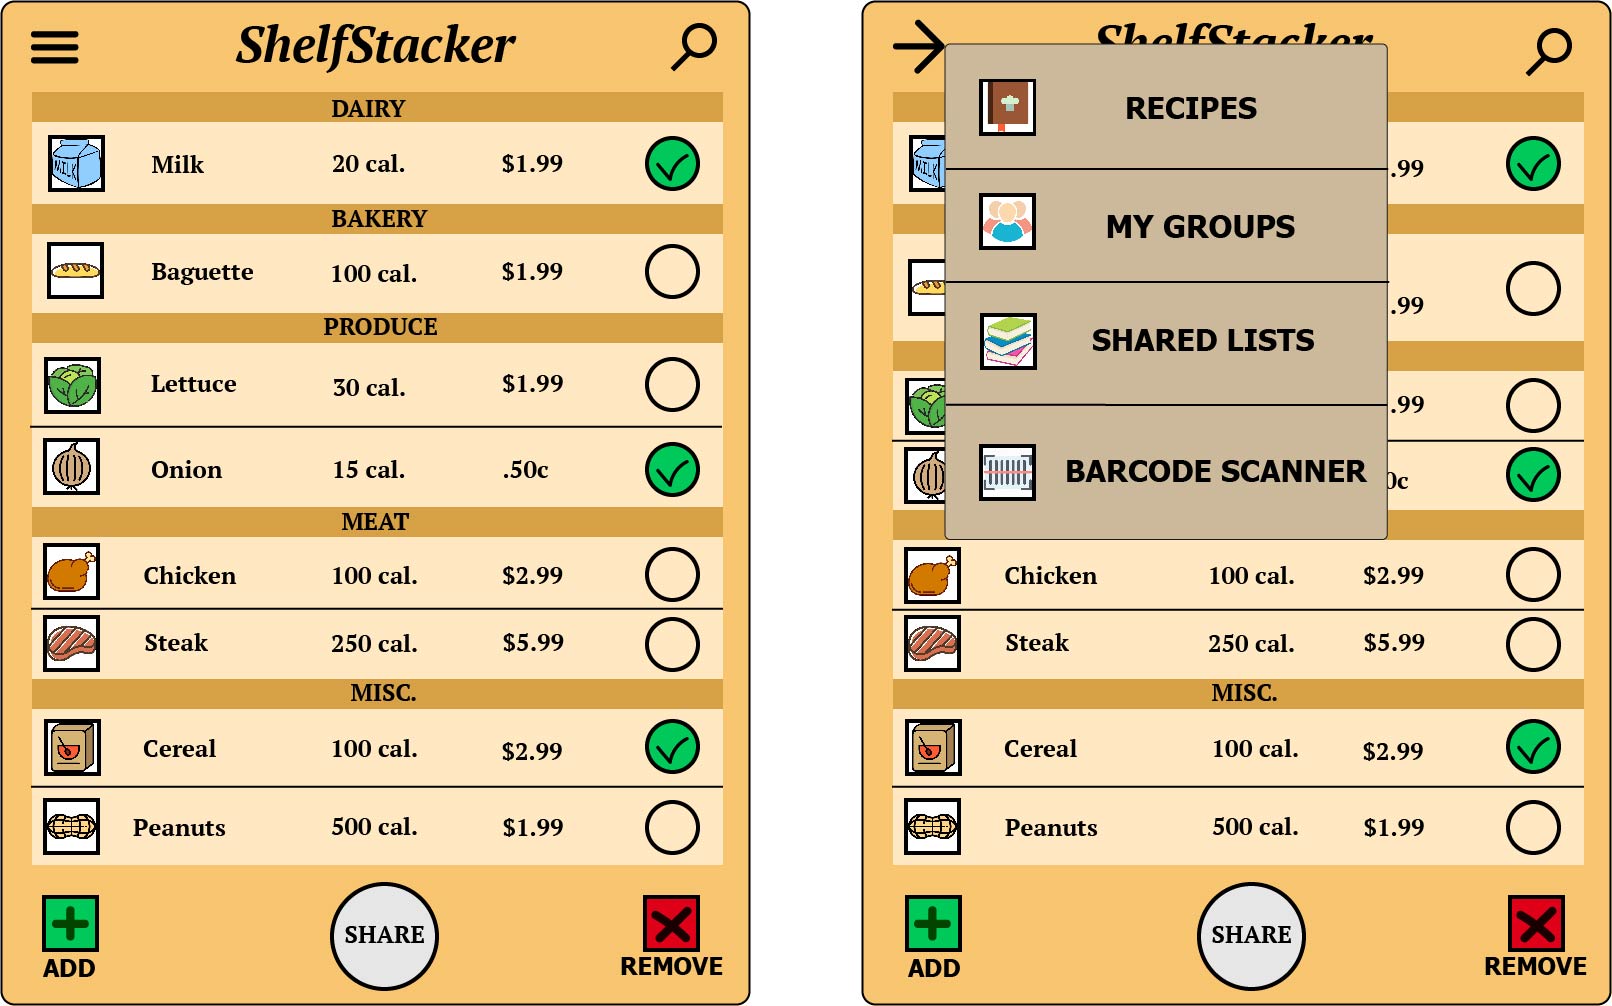 ShelfStacker
DAIRY
Milk 20 cal. $1.99
BAKERY
Baguette 100 cal. $1.99
PRODUCE
Lettuce 30 cal. $1.99
Onion 15 cal. .50c
MEAT
Chicken 100 cal. $2.99
Steak 250 cal. $5.99
MISC.
Cereal 100 cal. $2.99
Peanuts 500 cal. $1.99
ADD SHARE REMOVE
ShelfStacker
RECIPES
.99
MY GROUPS
.99
SHARED LISTS
.99
BARCODE SCANNER
0c
Chicken 100 cal. $2.99
Steak 250 cal. $5.99
MISC.
Cereal 100 cal. $2.99
Peanuts 500 cal. $1.99
ADD SHARE REMOVE